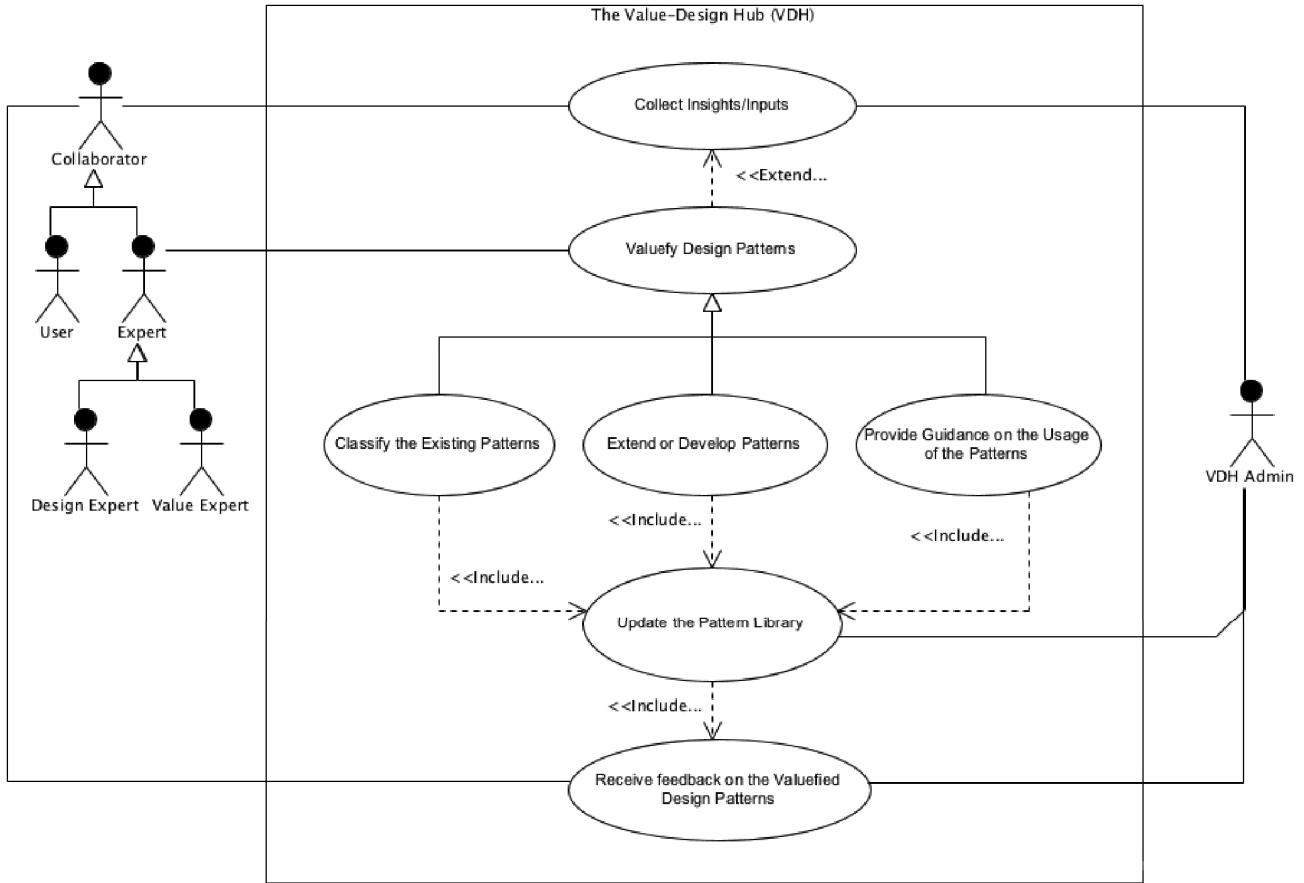 The Value-Design Hub (VDH)
Collect Insights/Inputs
Collaborator
<<Extend...
Valuefy Design Patterns
User
Expert
Classify the Existing Patterns
Extend or Develop Patterns
Provide Guidance on the Usage
of the Patterns
Design Expert
Value Expert
VDH Admin
<<Include...
<<Include...
<<Include...
Update the Pattern Library
<<Include...
Receive feedback on the Valuefied
Design Patterns